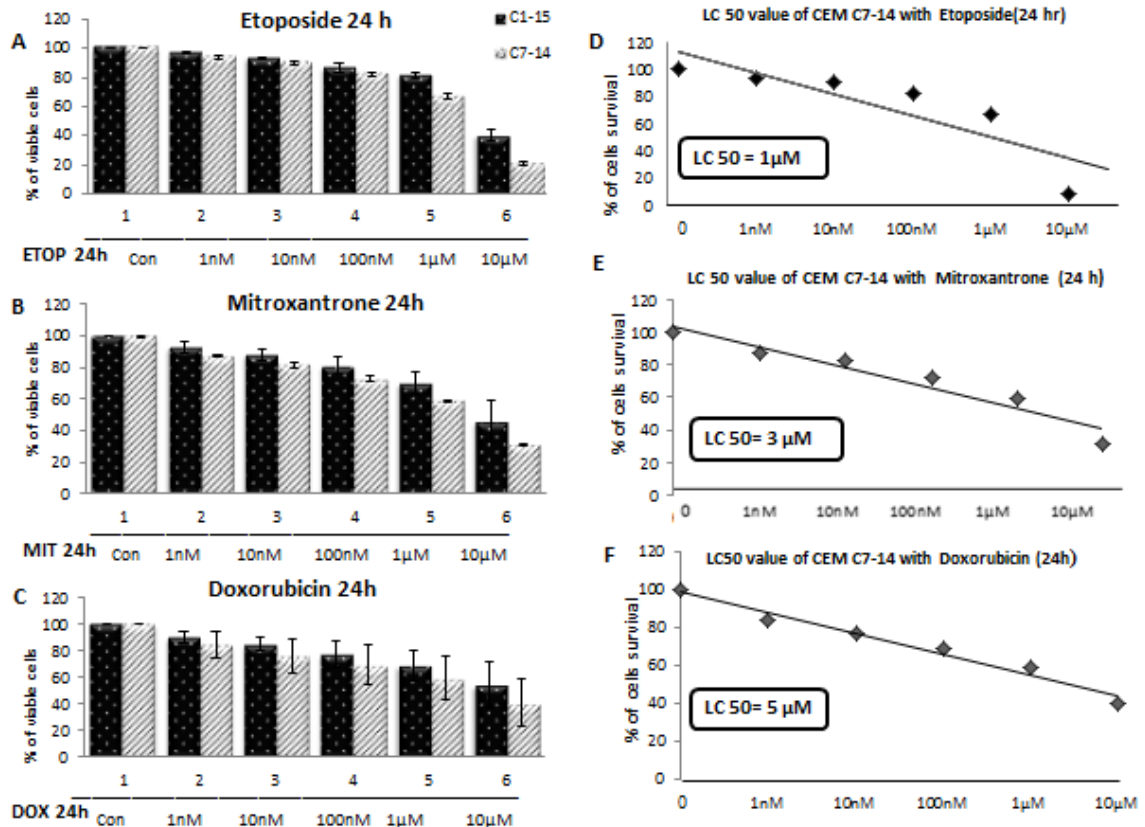 A
Etoposide 24 h
C1-15
C7-14
% of viable cells
120
100
80
60
40
20
0
1 2 3 4 5 6
ETOP 24h Con 1nM 10nM 100nM 1µM 10µM
B
Mitroxantrone 24h
% of viable cells
120
100
80
60
40
20
0
1 2 3 4 5 6
MIT 24h Con 1nM 10nM 100nM 1µM 10µM
C
Doxorubicin 24h
% of viable cells
120
100
80
60
40
20
0
1 2 3 4 5 6
DOX 24h Con 1nM 10nM 100nM 1µM 10µM
LC 50 value of CEM C7-14 with Etoposide(24 hr)
D
% of cells survival
120
100
80
60
40
20
0
LC 50 = 1µM
0 1nM 10nM 100nM 1µM 10µM
E
LC 50 value of CEM C7-14 with Mitroxantrone (24 h)
% of cells survival
120
100
80
60
40
20
0
LC 50= 3 µM
0 1nM 10nM 100nM 1µM 10µM
F
LC50 value of CEM C7-14 with Doxorubicin (24h)
% of cells survival
120
100
80
60
40
20
0
LC 50= 5 µM
0 1nM 10nM 100nM 1µM 10µM